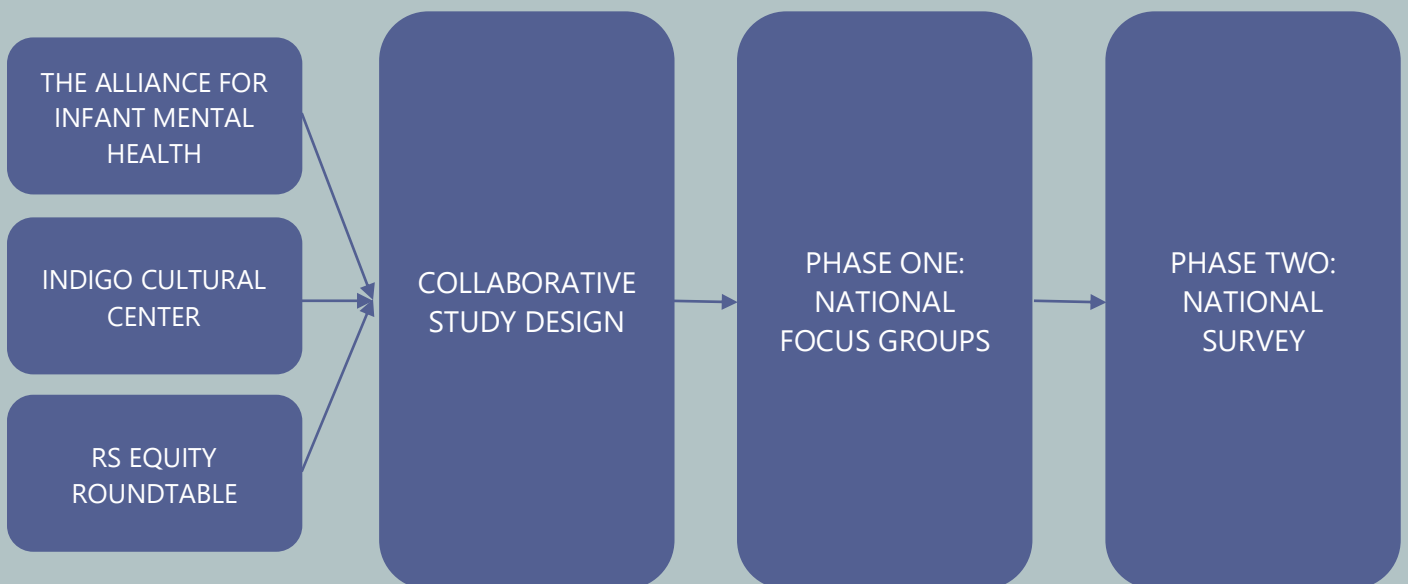 THE ALLIANCE FOR
INFANT MENTAL
HEALTH
INDIGO CULTURAL
CENTER
RS EQUITY
ROUNDTABLE
COLLABORATIVE
STUDY DESIGN
PHASE ONE:
NATIONAL
FOCUS GROUPS
PHASE TWO:
NATIONAL
SURVEY